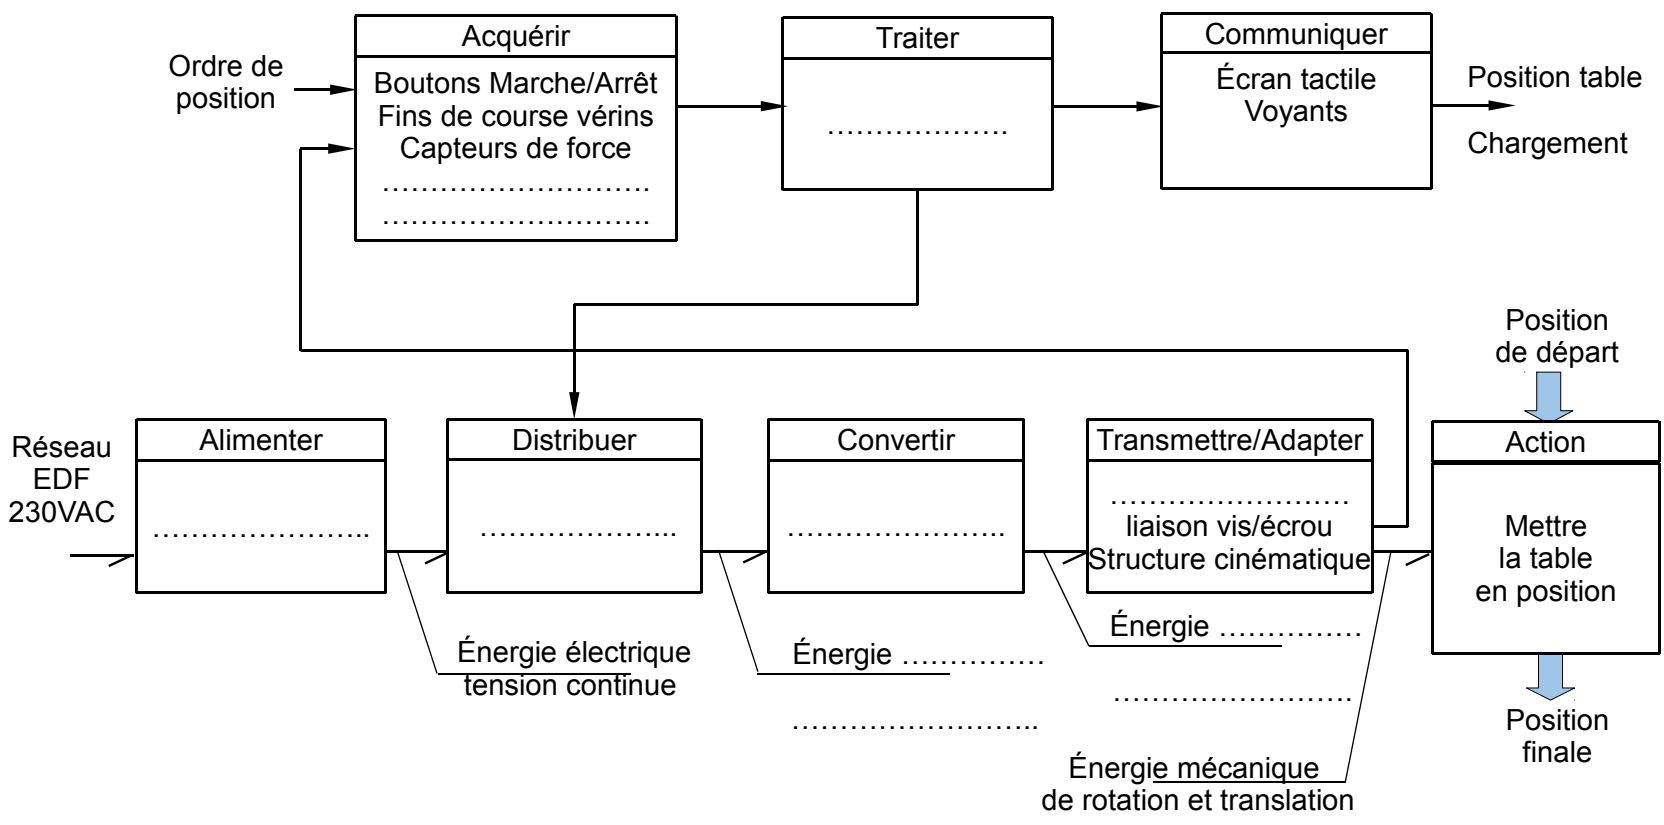 Acquérir
Ordre de
position
Boutons Marche/Arrêt
Fins de course vérins
Capteurs de force
……………………….
……………………….
Traiter
……………….
Communiquer
Écran tactile
Voyants
Position table
Chargement
Position
de départ
Réseau
EDF
230VAC
Alimenter
…………………..
Distribuer
………………...
Convertir
…………………..
Transmettre/Adapter
…………………….
liaison vis/écrou
Structure cinématique
Action
Mettre
la table
en position
Énergie électrique
tension continue
Énergie ……………
……………………..
Énergie ……………
…………………….
Énergie mécanique
de rotation et translation
Position
finale